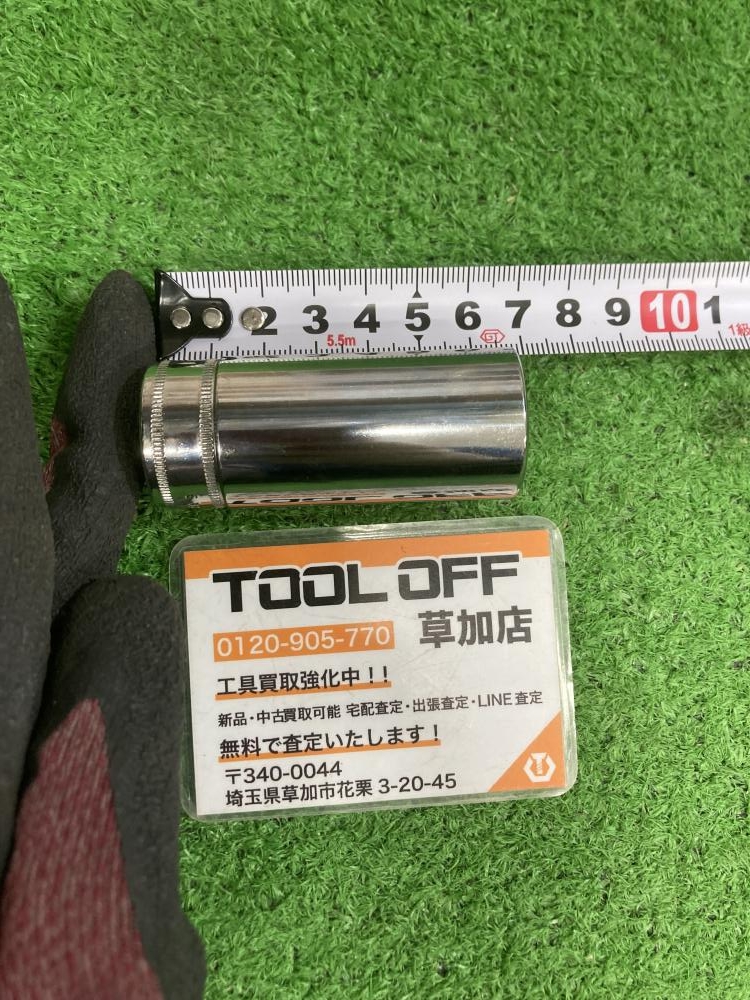 2 3 4 5 6 7 8 9 10 1
5.5m
1級
TOOL OFF
0120-905-770 草加店
工具買取強化中!!
新品・中古買取可能 宅配査定・出張査定・LINE査定
無料で査定いたします!
〒340-0044
埼玉県草加市花栗 3-20-45